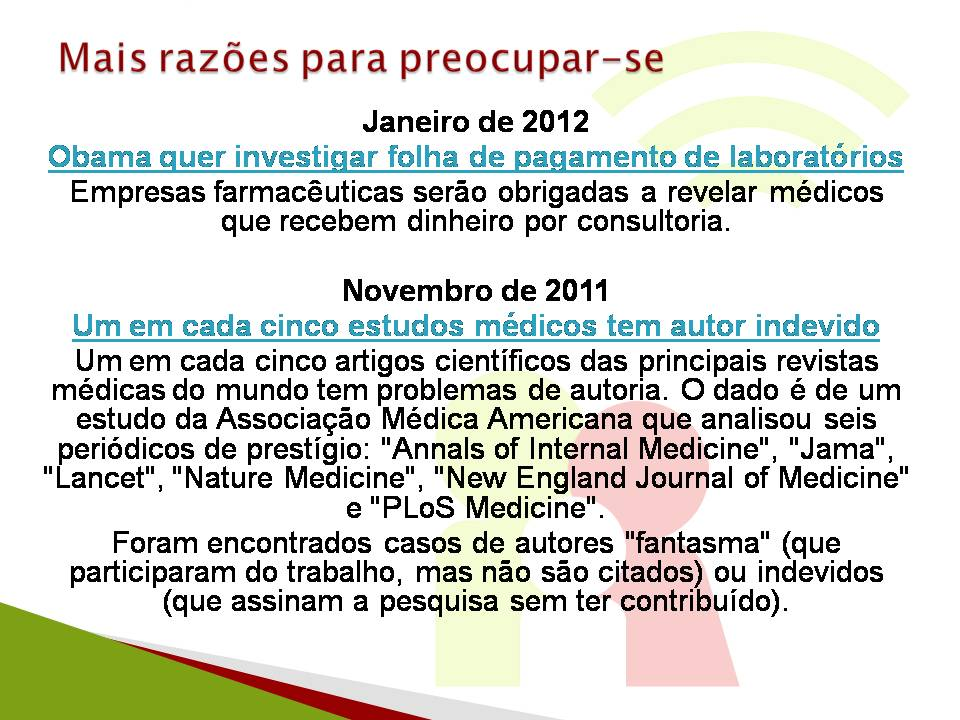 Mais razões para preocupar-se
Janeiro de 2012
Obama quer investigar folha de pagamento de laboratórios
Empresas farmacêuticas serão obrigadas a revelar médicos
que recebem dinheiro por consultoria.
Novembro de 2011
Um em cada cinco estudos médicos tem autor indevido
Um em cada cinco artigos científicos das principais revistas
médicas do mundo tem problemas de autoria. O dado é de um
estudo da Associação Médica Americana que analisou seis
periódicos de prestígio: "Annals of Internal Medicine", "Jama",
"Lancet", "Nature Medicine", "New England Journal of Medicine"
e "PLoS Medicine".
Foram encontrados casos de autores "fantasma" (que
participaram do trabalho, mas não são citados) ou indevidos
(que assinam a pesquisa sem ter contribuído).